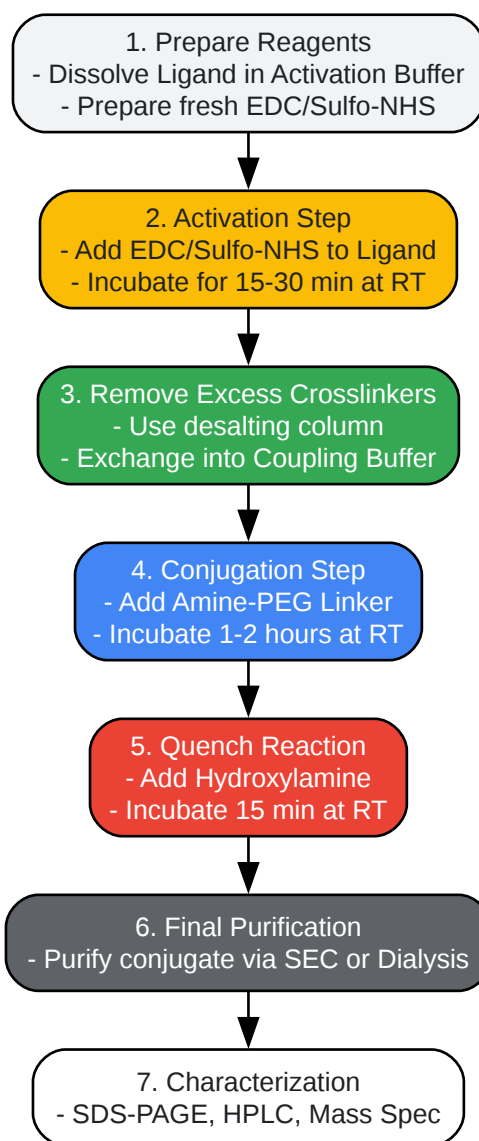 1. Prepare Reagents
- Dissolve Ligand in Activation Buffer
- Prepare fresh EDC/Sulfo-NHS
2. Activation Step
- Add EDC/Sulfo-NHS to Ligand
- Incubate for 15-30 min at RT
3. Remove Excess Crosslinkers
- Use desalting column
- Exchange into Coupling Buffer
4. Conjugation Step
- Add Amine-PEG Linker
- Incubate 1-2 hours at RT
5. Quench Reaction
- Add Hydroxylamine
- Incubate 15 min at RT
6. Final Purification
- Purify conjugate via SEC or Dialysis
7. Characterization
- SDS-PAGE, HPLC, Mass Spec